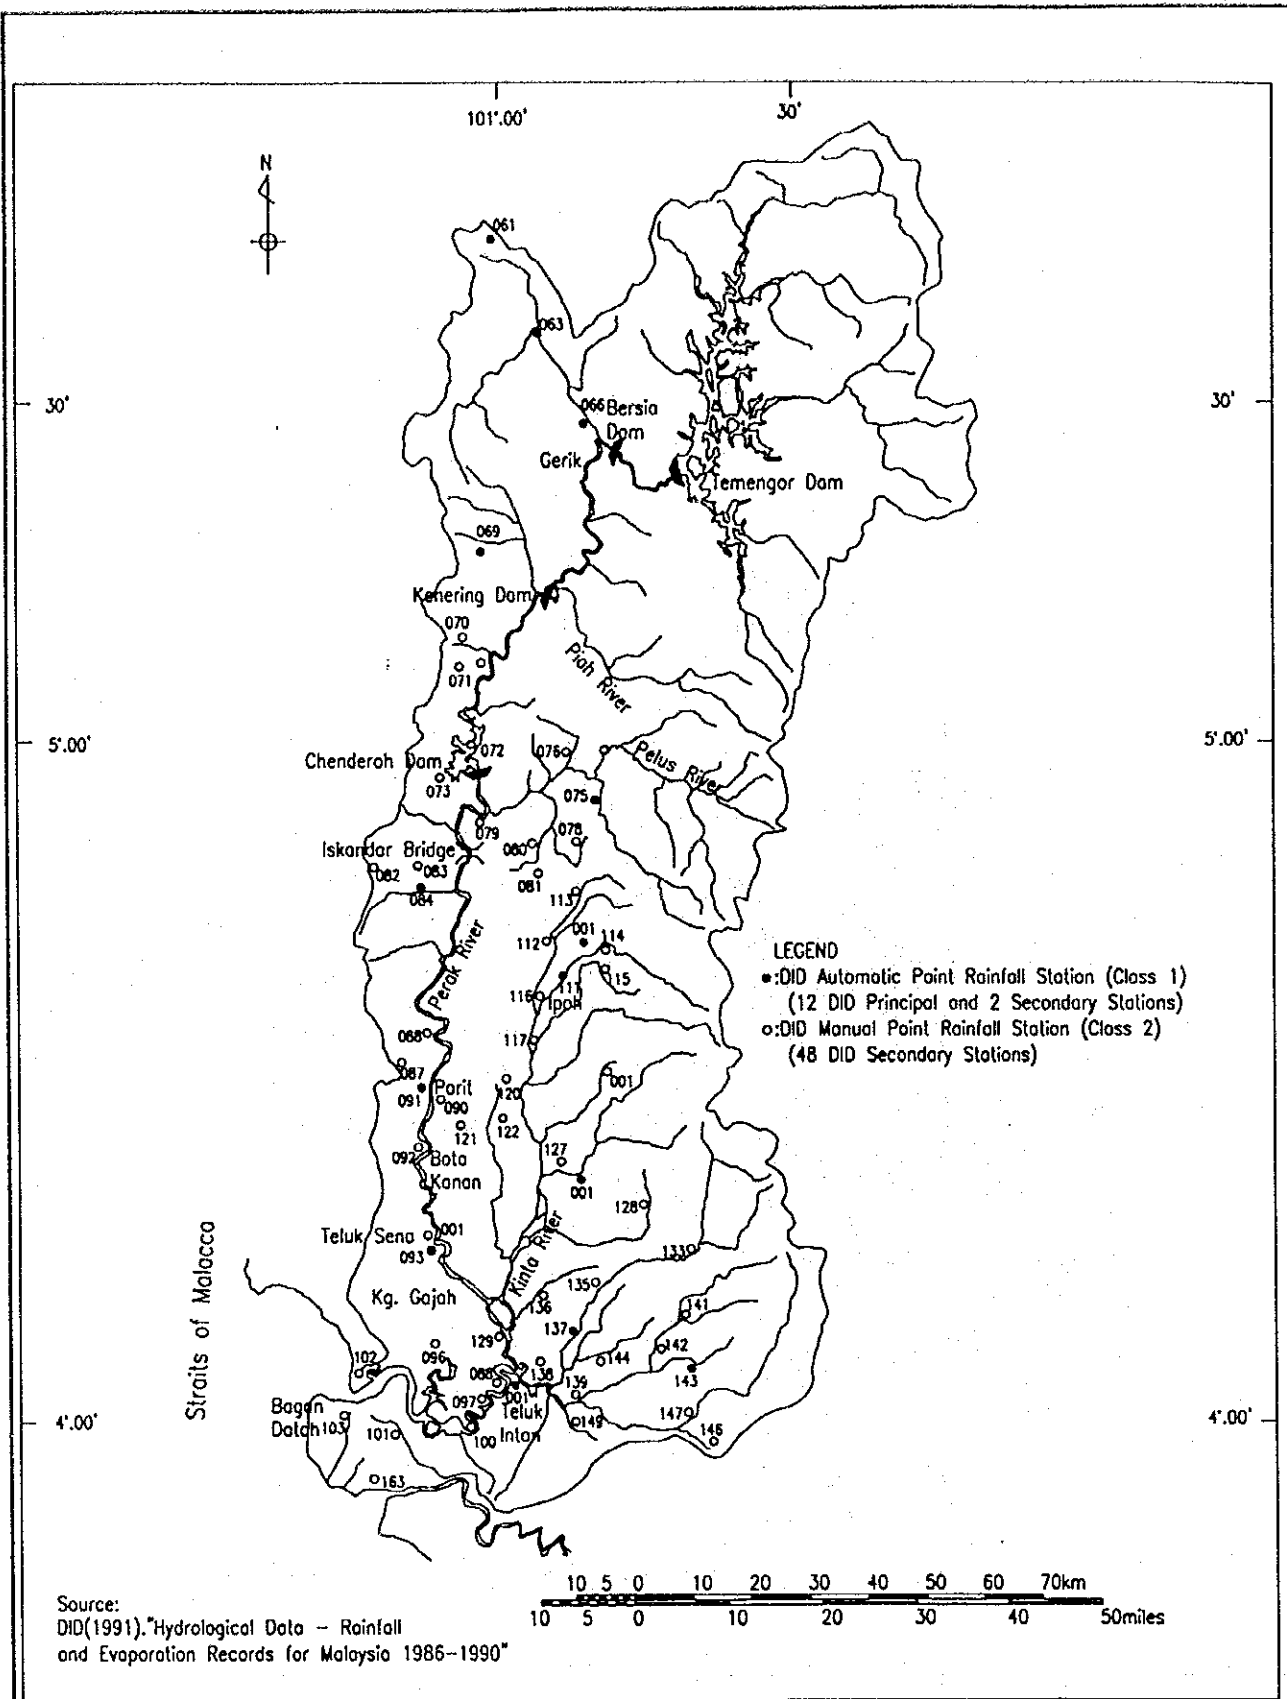 101°.00'
30'
N
061
063
30'
30'
066
Bersia
Dam
Gerik
Temengor Dam
069
Kenering Dam
070
071
Piah River
5°.00'
5°.00'
072
076
Pelus River
Chenderoh Dam
073
075
079
078
080
Iskandar Bridge
082
083
081
084
113
Perak River
112
001
114
111
115
116
Ipoh
117
LEGEND
●:DID Automatic Point Rainfall Station (Class 1)
(12 DID Principal and 2 Secondary Stations)
○:DID Manual Point Rainfall Station (Class 2)
(48 DID Secondary Stations)
087
091
Parit
090
120
001
121
122
092
Bota
Kanan
127
001
128
Teluk Sena
001
093
Kinta River
133
Straits of Malacca
Kg. Gajah
135
136
141
137
129
142
102
096
138
144
143
139
097
001
Bagan
Datah
103
101
100
Teluk
Intan
149
147
146
4°.00'
4°.00'
163
10 5 0 10 20 30 40 50 60 70km
10 5 0 10 20 30 40 50miles
Source:
DID(1991)."Hydrological Data – Rainfall
and Evaporation Records for Malaysia 1986–1990"